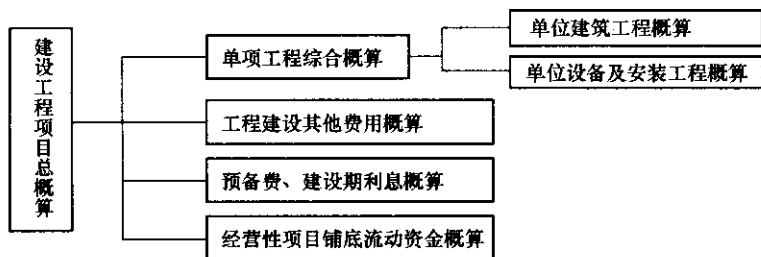 建设工程项目总概算
单项工程综合概算
单位建筑工程概算
单位设备及安装工程概算
工程建设其他费用概算
预备费、建设期利息概算
经营性项目铺底流动资金概算